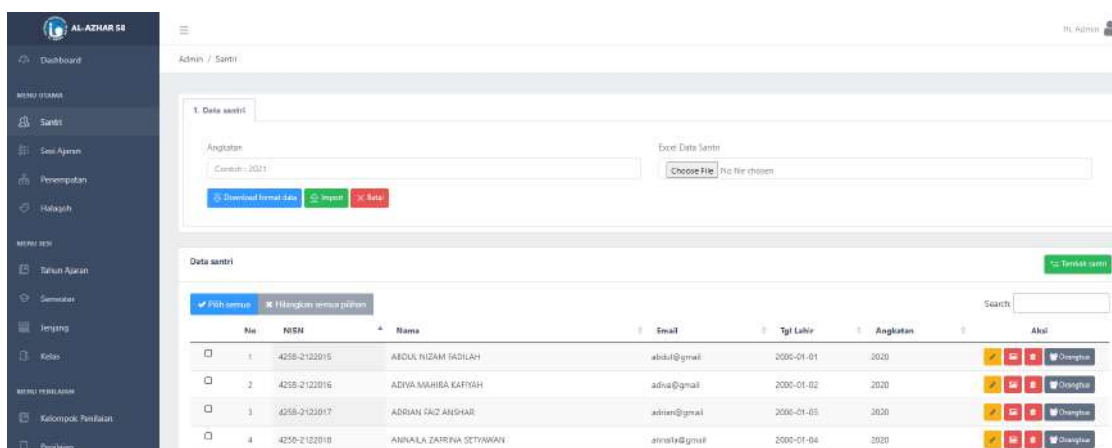 AL-AZHAR 58
Hi, Admin
Dashboard
Admin / Santri
MENU UTAMA
Santri
Sesi Ajaran
Penempatan
Halaqoh
MENU SESI
Tahun Ajaran
Semester
Jenjang
Kelas
MENU PENILAIAN
Kelompok Penilaian
Penilaian
1. Data santri
Angkatan
Excel Data Santri
Contoh : 2021
Choose File No file chosen
Download format data Import Batal
Data santri
Tambah santri
Pilih semua Hilangkan semua pilihan
Search:
No NISN Nama Email Tgl Lahir Angkatan Aksi
1 4258-2122015 ABDUL NIZAM FADILAH abdul@gmail 2000-01-01 2020 Orangtua
2 4258-2122016 ADIVA MAHIRA KAFIYAH adiva@gmail 2000-01-02 2020 Orangtua
3 4258-2122017 ADRIAN FAIZ ANSHAR adrian@gmail 2000-01-03 2020 Orangtua
4 4258-2122018 ANNAILA ZAFRINA SETYAWAN annaila@gmail 2000-01-04 2020 Orangtua